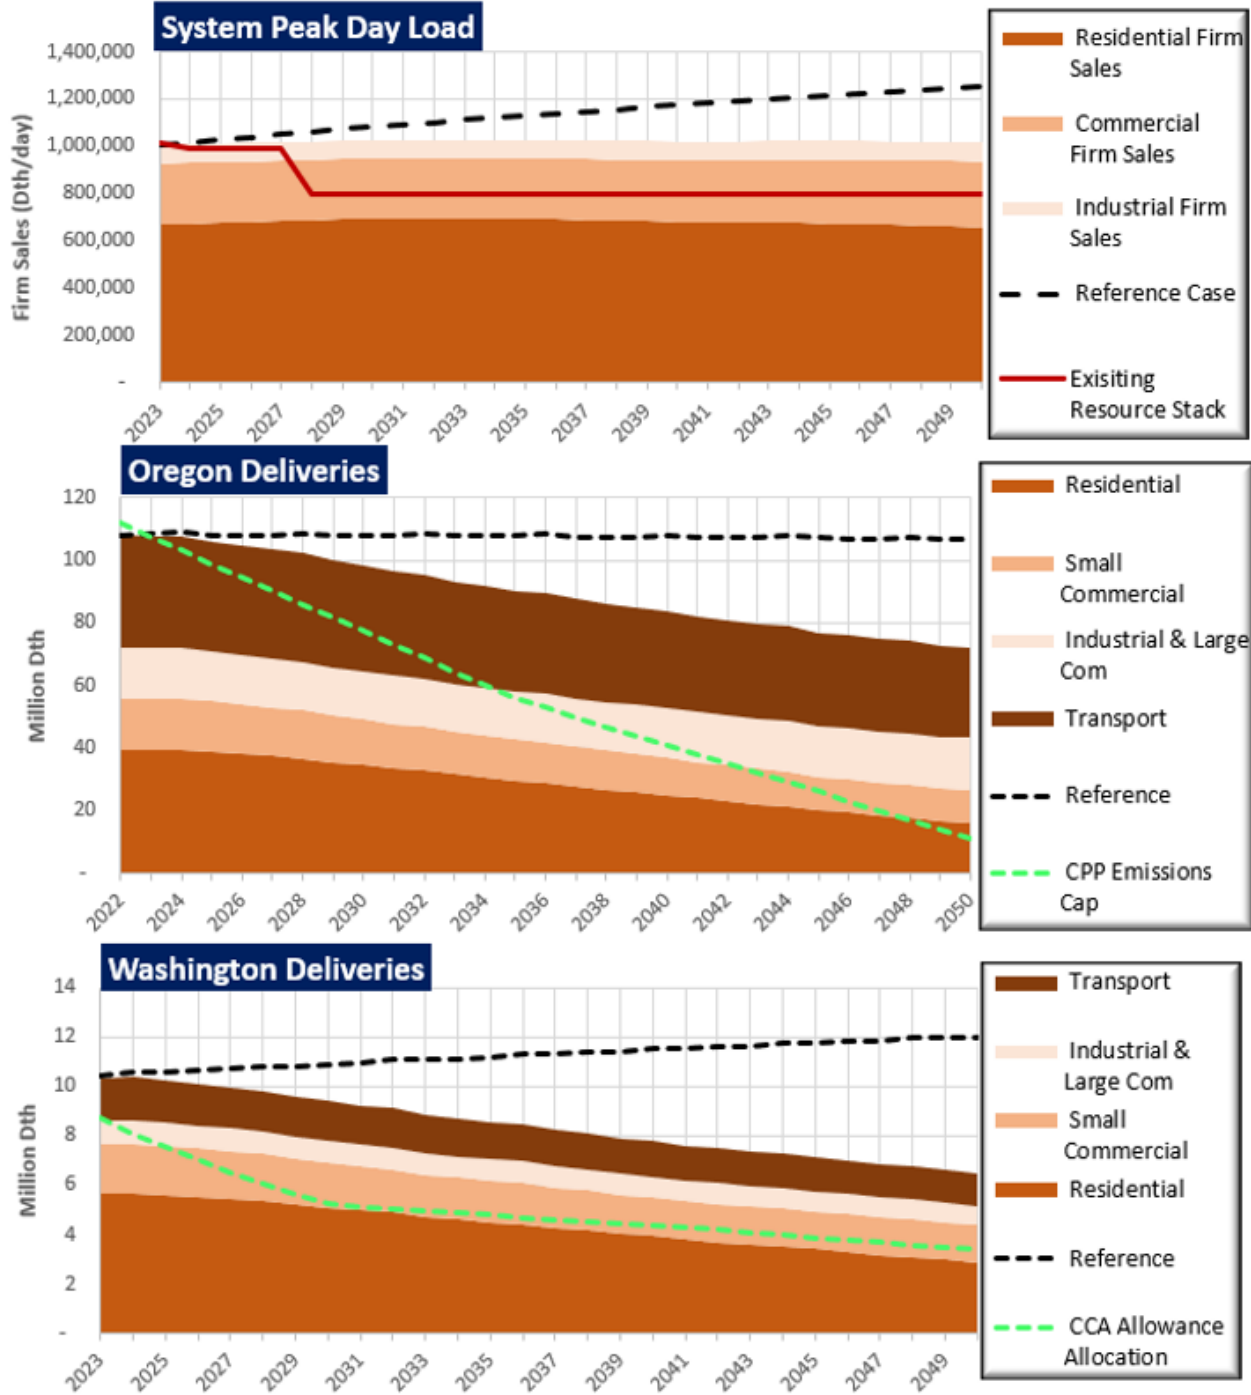 System Peak Day Load
Firm Sales (Dth/day)
1,400,000
1,200,000
1,000,000
800,000
600,000
400,000
200,000
-
2023
2025
2027
2029
2031
2033
2035
2037
2039
2041
2043
2045
2047
2049
Residential Firm
Sales
Commercial
Firm Sales
Industrial Firm
Sales
Reference Case
Exisiting
Resource Stack
Oregon Deliveries
Million Dth
120
100
80
60
40
20
-
2022
2024
2026
2028
2030
2032
2034
2036
2038
2040
2042
2044
2046
2048
2050
Residential
Small
Commercial
Industrial & Large
Com
Transport
Reference
CPP Emissions
Cap
Washington Deliveries
Million Dth
14
12
10
8
6
4
2
-
2023
2025
2027
2029
2031
2033
2035
2037
2039
2041
2043
2045
2047
2049
Transport
Industrial &
Large Com
Small
Commercial
Residential
Reference
CCA Allowance
Allocation